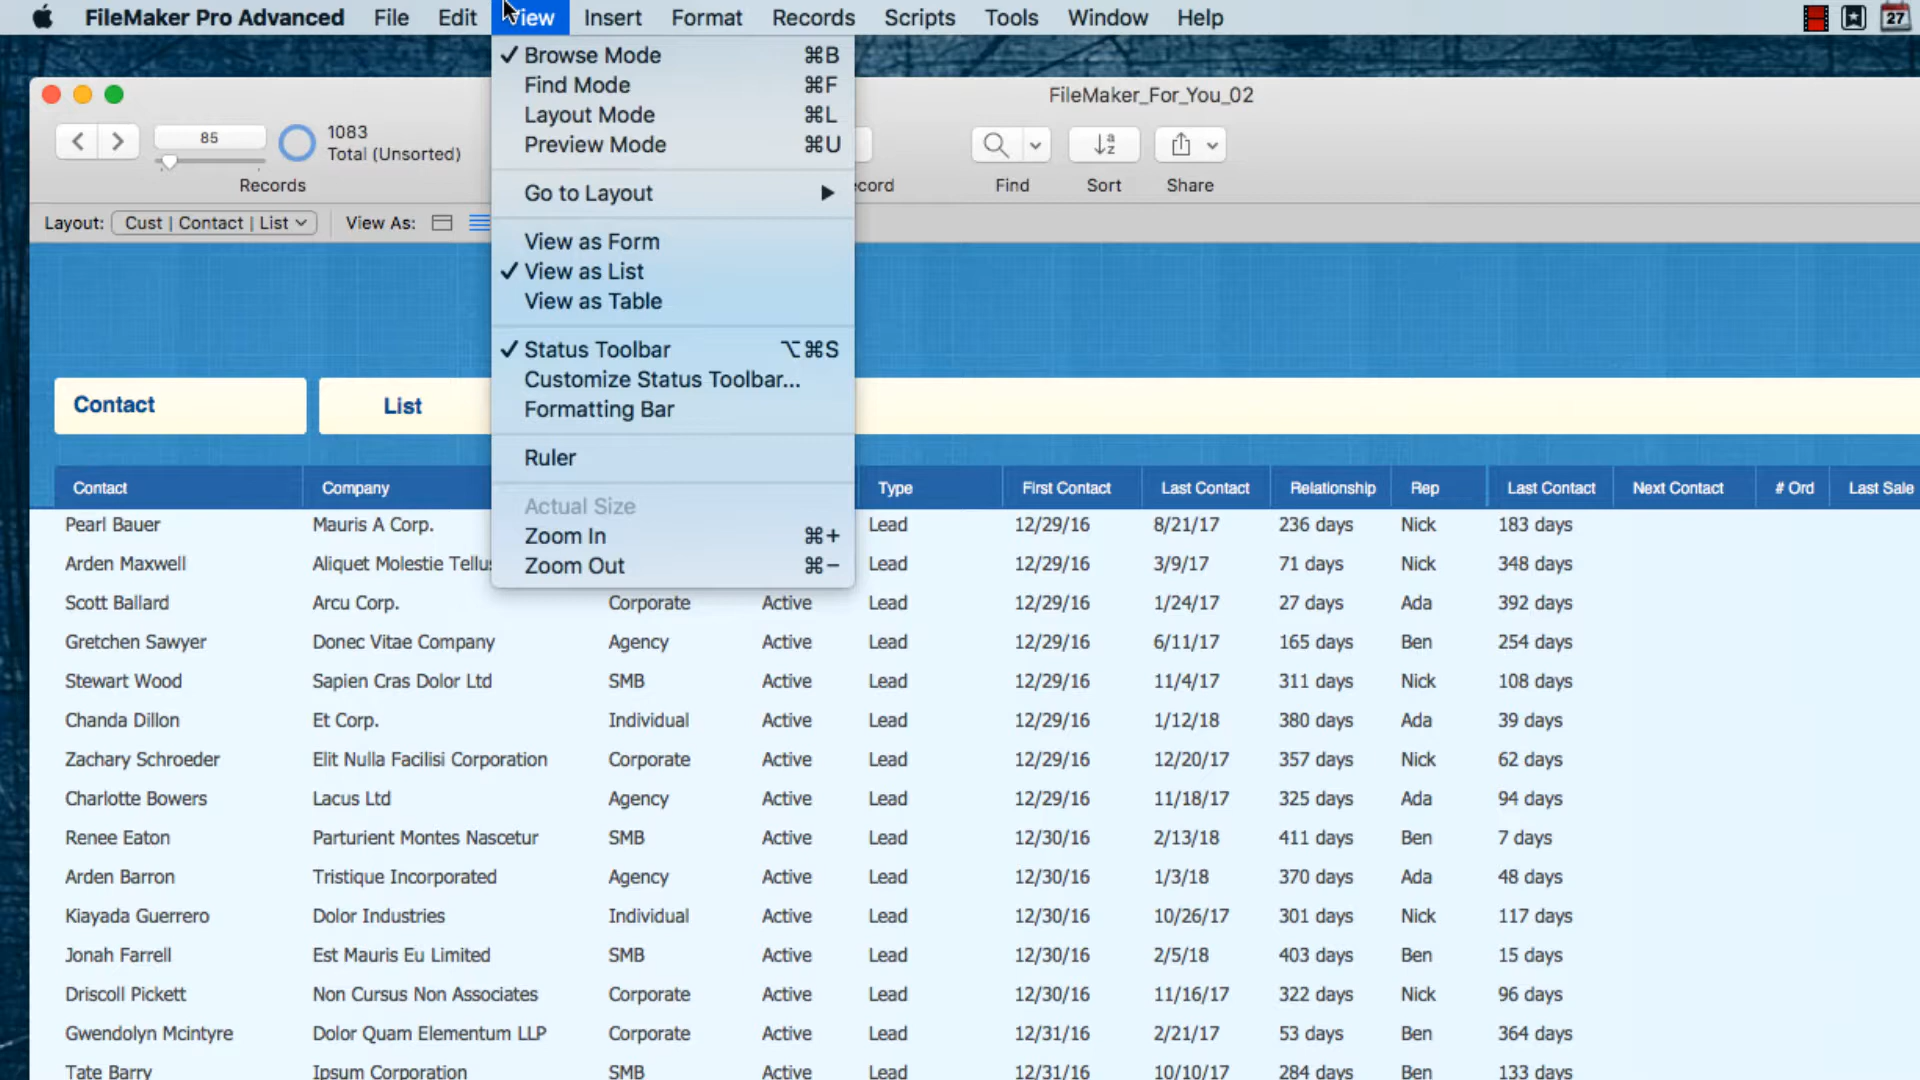 FileMaker Pro Advanced File Edit View Insert Format Records Scripts Tools Window Help 27
Browse Mode ⌘B
Find Mode ⌘F
Layout Mode ⌘L
Preview Mode ⌘U
Go to Layout
View as Form
View as List
View as Table
Status Toolbar ⌥⌘S
Customize Status Toolbar...
Formatting Bar
Ruler
Actual Size
Zoom In ⌘+
Zoom Out ⌘−
FileMaker_For_You_02
85
1083
Total (Unsorted)
Records cord Find Sort Share
Layout: Cust | Contact | List View As:
Contact List
Contact Company Type First Contact Last Contact Relationship Rep Last Contact Next Contact # Ord Last Sale
Pearl Bauer Mauris A Corp. Lead 12/29/16 8/21/17 236 days Nick 183 days
Arden Maxwell Aliquet Molestie Tellus Lead 12/29/16 3/9/17 71 days Nick 348 days
Scott Ballard Arcu Corp. Corporate Active Lead 12/29/16 1/24/17 27 days Ada 392 days
Gretchen Sawyer Donec Vitae Company Agency Active Lead 12/29/16 6/11/17 165 days Ben 254 days
Stewart Wood Sapien Cras Dolor Ltd SMB Active Lead 12/29/16 11/4/17 311 days Nick 108 days
Chanda Dillon Et Corp. Individual Active Lead 12/29/16 1/12/18 380 days Ada 39 days
Zachary Schroeder Elit Nulla Facilisi Corporation Corporate Active Lead 12/29/16 12/20/17 357 days Nick 62 days
Charlotte Bowers Lacus Ltd Agency Active Lead 12/29/16 11/18/17 325 days Ada 94 days
Renee Eaton Parturient Montes Nascetur SMB Active Lead 12/30/16 2/13/18 411 days Ben 7 days
Arden Barron Tristique Incorporated Agency Active Lead 12/30/16 1/3/18 370 days Ada 48 days
Kiayada Guerrero Dolor Industries Individual Active Lead 12/30/16 10/26/17 301 days Nick 117 days
Jonah Farrell Est Mauris Eu Limited SMB Active Lead 12/30/16 2/5/18 403 days Ben 15 days
Driscoll Pickett Non Cursus Non Associates Corporate Active Lead 12/30/16 11/16/17 322 days Nick 96 days
Gwendolyn Mcintyre Dolor Quam Elementum LLP Corporate Active Lead 12/31/16 2/21/17 53 days Ben 364 days
Tate Barry Ipsum Corporation SMB Active Lead 12/31/16 10/10/17 284 days Ben 133 days